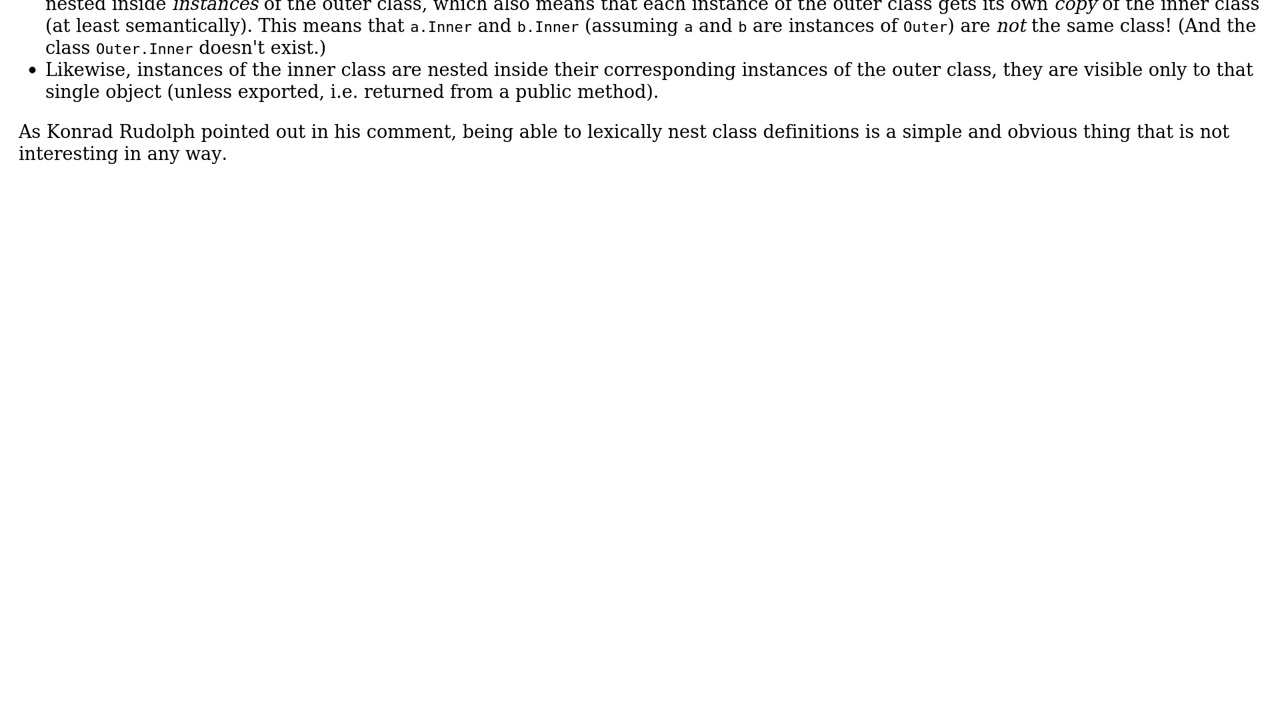 nested inside instances of the outer class, which also means that each instance of the outer class gets its own copy of the inner class
(at least semantically). This means that a.Inner and b.Inner (assuming a and b are instances of Outer) are not the same class! (And the
class Outer.Inner doesn't exist.)
• Likewise, instances of the inner class are nested inside their corresponding instances of the outer class, they are visible only to that
single object (unless exported, i.e. returned from a public method).
As Konrad Rudolph pointed out in his comment, being able to lexically nest class definitions is a simple and obvious thing that is not
interesting in any way.